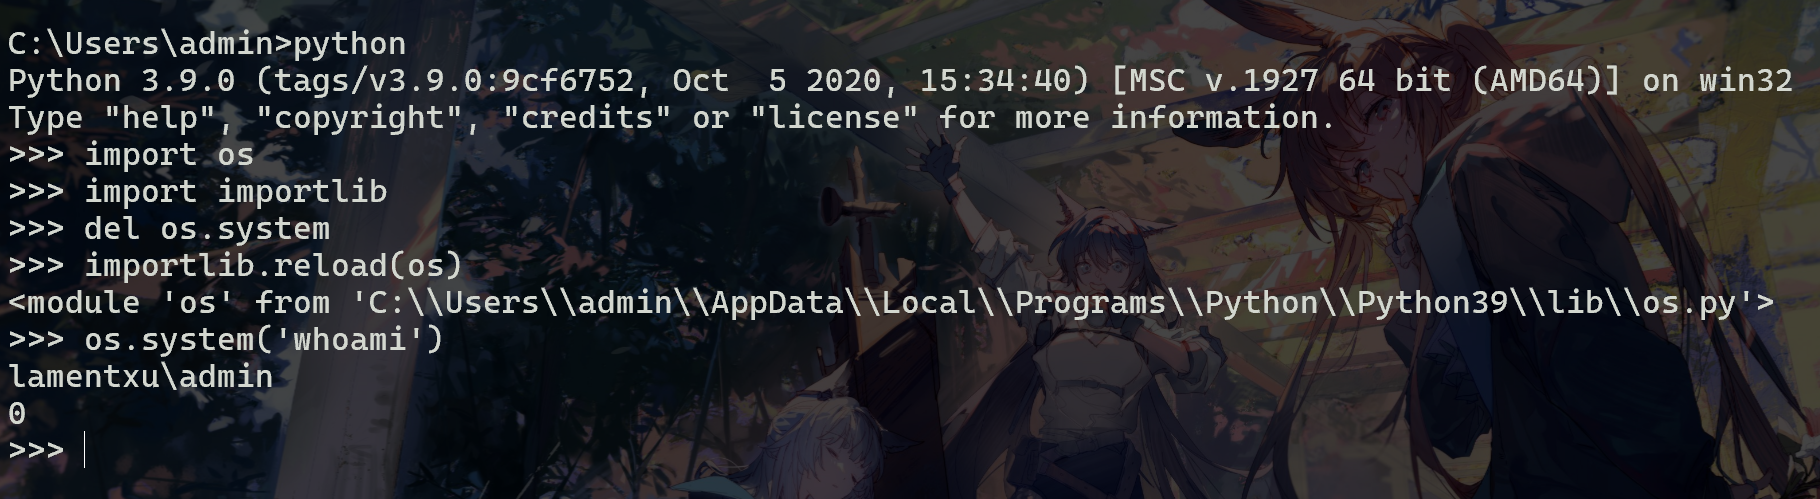 C:\Users\admin>python
Python 3.9.0 (tags/v3.9.0:9cf6752, Oct  5 2020, 15:34:40) [MSC v.1927 64 bit (AMD64)] on win32
Type "help", "copyright", "credits" or "license" for more information.
>>> import os
>>> import importlib
>>> del os.system
>>> importlib.reload(os)
<module 'os' from 'C:\\Users\\admin\\AppData\\Local\\Programs\\Python\\Python39\\lib\\os.py'>
>>> os.system('whoami')
lamentxu\admin
0
>>>